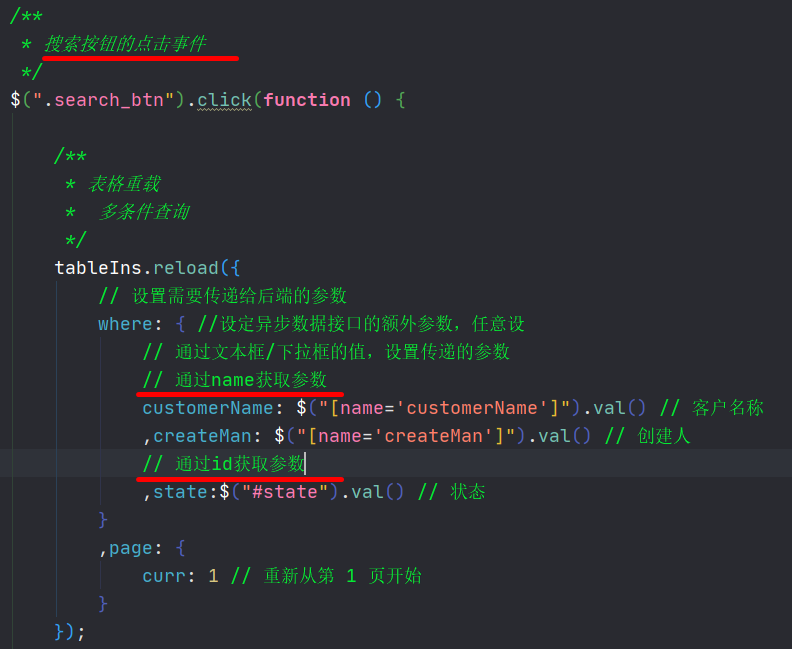 /**
* 搜索按钮的点击事件
*/
$(".search_btn").click(function () {
/**
* 表格重载
*  多条件查询
*/
tableIns.reload({
// 设置需要传递给后端的参数
where: { //设定异步数据接口的额外参数，任意设
// 通过文本框/下拉框的值，设置传递的参数
// 通过name获取参数
customerName: $("[name='customerName']").val() // 客户名称
,createMan: $("[name='createMan']").val() // 创建人
// 通过id获取参数
,state:$("#state").val() // 状态
}
,page: {
curr: 1 // 重新从第 1 页开始
}
});